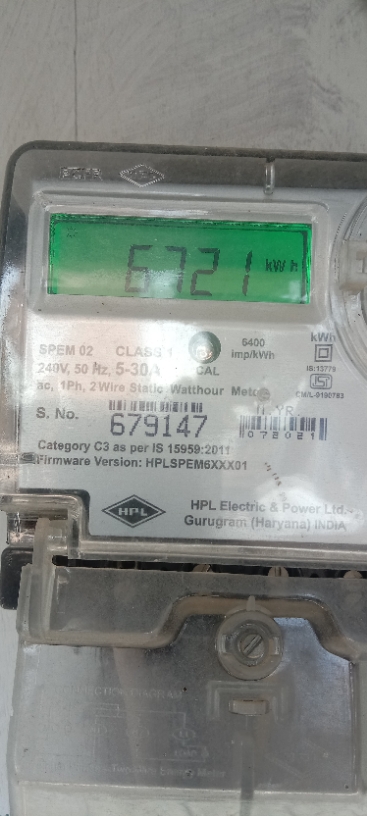 6721 kWh
SPEM 02 CLASS 1 6400 imp/kWh kWh
240V, 50 Hz, 5-30A CAL IS:13779
ac, 1Ph, 2 Wire Static Watthour Meter CM/L-0190783
S. No. 679147 M.YR. 072021
Category C3 as per IS 15959:2011
Firmware Version: HPLSPEM6XXX01
HPL HPL Electric & Power Ltd.
Gurugram (Haryana) INDIA